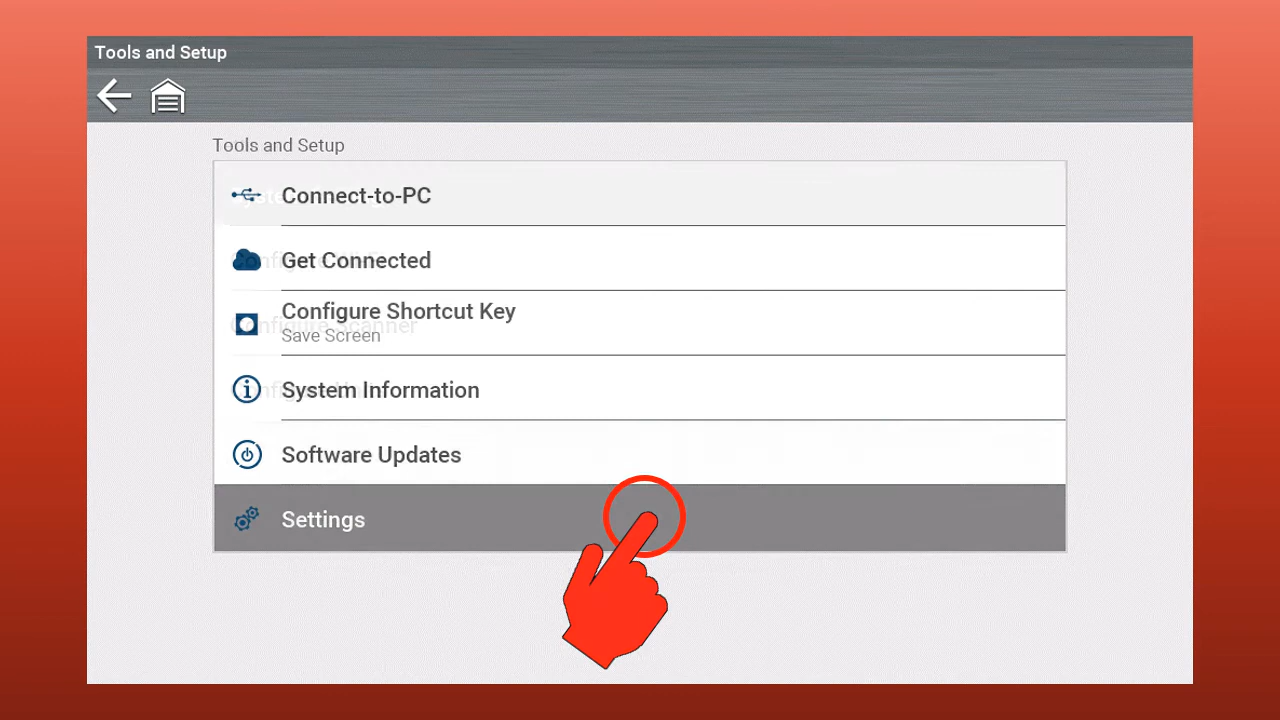 Tools and Setup
Tools and Setup
Connect-to-PC
Get Connected
Configure Shortcut Key
Save Screen
System Information
Software Updates
Settings